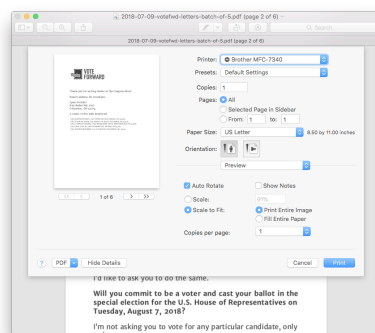 2018-07-09-votefwd-letters-batch-of-5.pdf (page 2 of 6)
Search
2018-07-09-votefwd-letters-batch-of-5.pdf (page 2 of 6)
VOTE
FORWARD
1 of 6
Printer: Brother MFC-7340
Presets: Default Settings
Copies: 1
Pages: All
Selected Page in Sidebar
From: 1 to: 1
Paper Size: US Letter 8.50 by 11.00 inches
Orientation:
Preview
Auto Rotate Show Notes
Scale: 97%
Scale to Fit: Print Entire Image
Fill Entire Paper
Copies per page: 1
? PDF Hide Details Cancel Print
I'd like to ask you to do the same.
Will you commit to be a voter and cast your ballot in the
special election for the U.S. House of Representatives on
Tuesday, August 7, 2018?
I'm not asking you to vote for any particular candidate, only